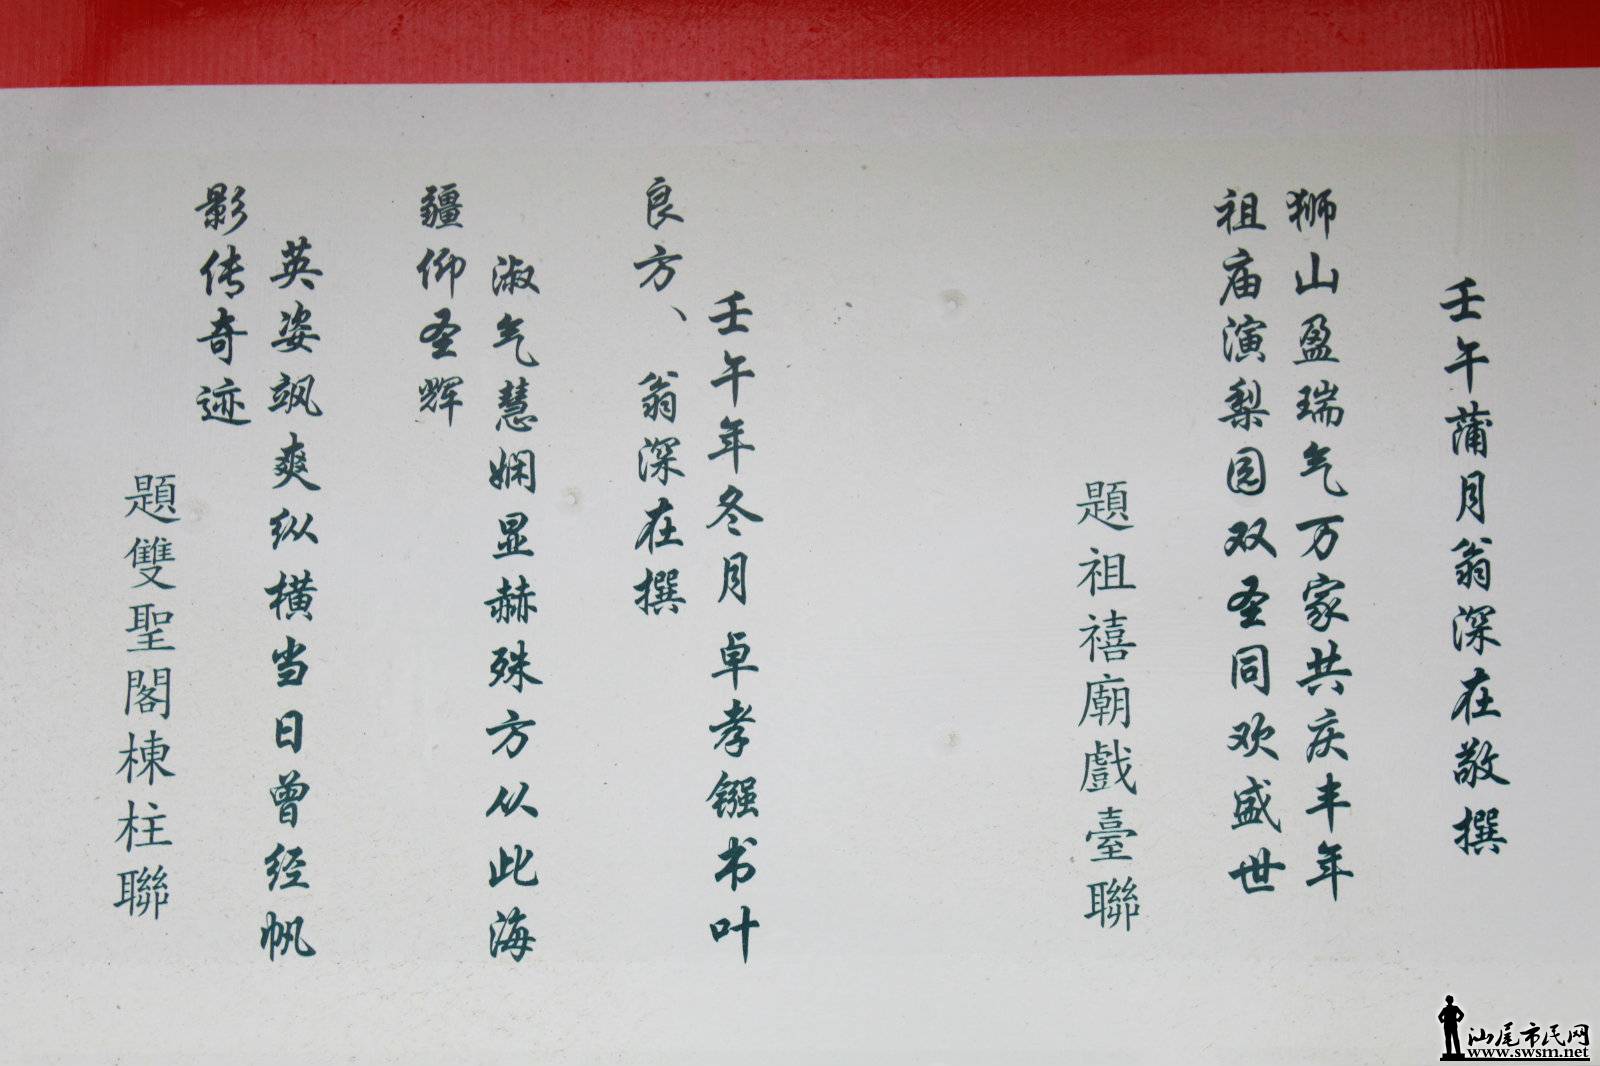 壬午蒲月翁深在敬撰
狮山盈瑞气万家共庆丰年
祖庙演梨园双圣同欢盛世
題祖禧廟戲臺聯
壬午年冬月卓孝镪书叶
良方、翁深在撰
淑气慧娴显赫殊方从此海
疆仰圣辉
英姿飒爽纵横当日曾经帆
影传奇迹
題雙聖閣棟柱聯
汕尾市民网
www.swsm.net